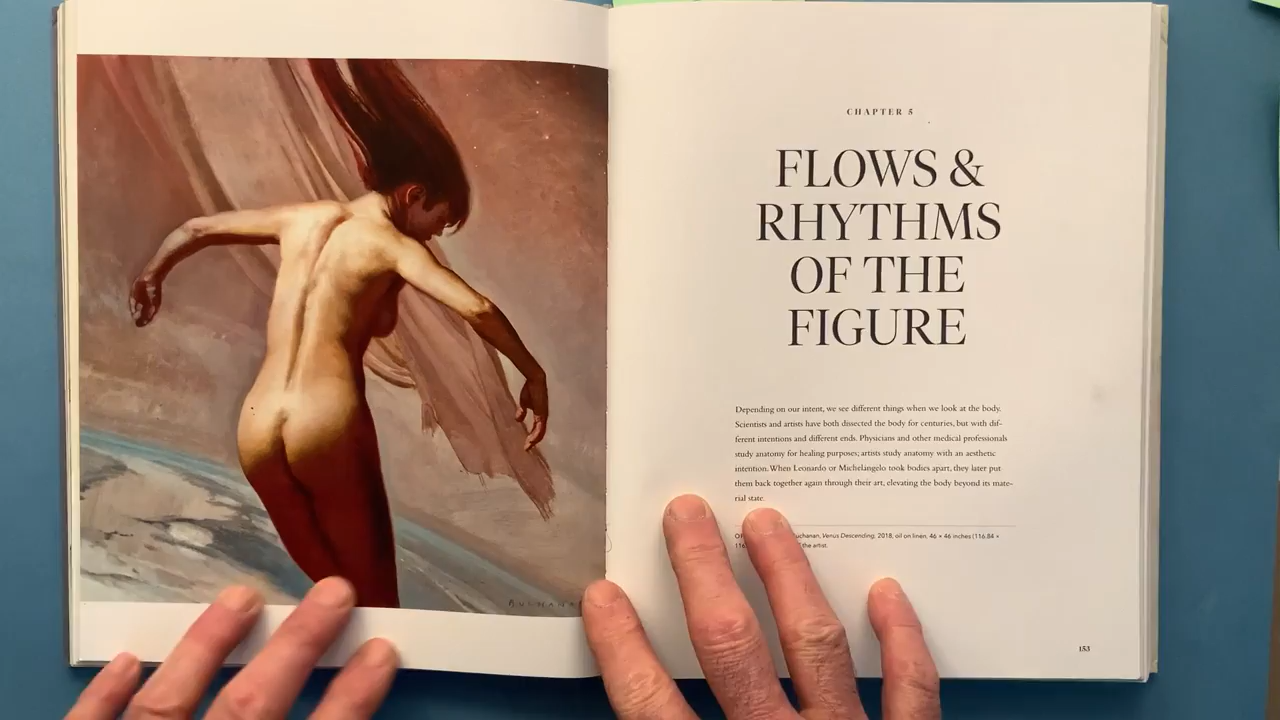 BUCHANA
CHAPTER 5
FLOWS &
RHYTHMS
OF THE
FIGURE
Depending on our intent, we see different things when we look at the body.
Scientists and artists have both dissected the body for centuries, but with dif-
ferent intentions and different ends. Physicians and other medical professionals
study anatomy for healing purposes; artists study anatomy with an aesthetic
intention. When Leonardo or Michelangelo took bodies apart, they later put
them back together again through their art, elevating the body beyond its mate-
rial state.
uchanan, Venus Descending, 2018, oil on linen, 46 × 46 inches (116.84 ×
the artist.
153